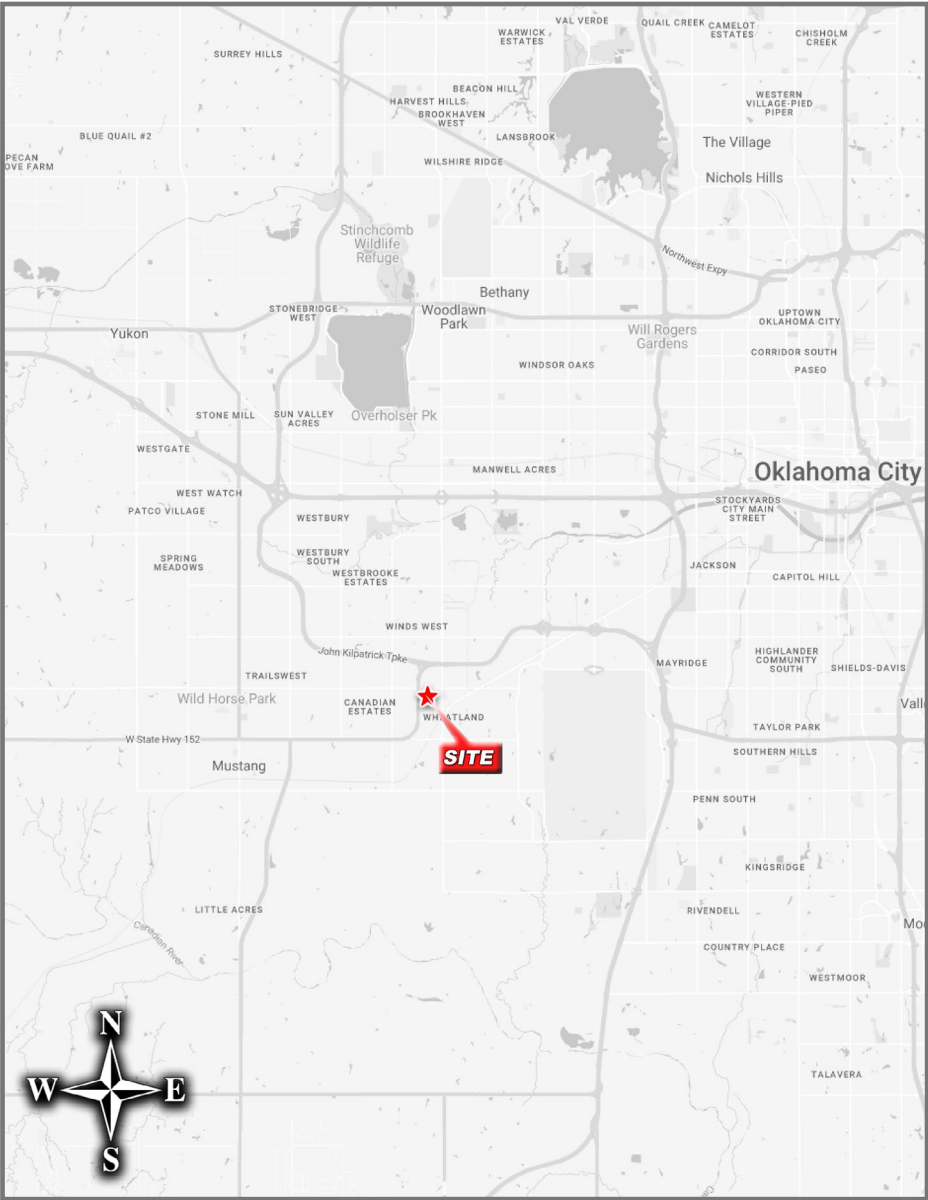 VAL VERDE
QUAIL CREEK
CAMELOT
ESTATES
WARWICK
ESTATES
CHISHOLM
CREEK
SURREY HILLS
BEACON HILL
HARVEST HILLS
BROOKHAVEN
WEST
WESTERN
VILLAGE-PIED
PIPER
BLUE QUAIL #2
LANSBROOK
The Village
PECAN
OVE FARM
WILSHIRE RIDGE
Nichols Hills
Stinchcomb
Wildlife
Refuge
Northwest Expy
Bethany
STONEBRIDGE
WEST
Woodlawn
Park
UPTOWN
OKLAHOMA CITY
Yukon
Will Rogers
Gardens
CORRIDOR SOUTH
WINDSOR OAKS
PASEO
STONE MILL
SUN VALLEY
ACRES
Overholser Pk
WESTGATE
MANWELL ACRES
Oklahoma City
WEST WATCH
PATCO VILLAGE
WESTBURY
STOCKYARDS
CITY MAIN
STREET
SPRING
MEADOWS
WESTBURY
SOUTH
WESTBROOKE
ESTATES
JACKSON
CAPITOL HILL
WINDS WEST
John Kilpatrick Tpke
MAYRIDGE
HIGHLANDER
COMMUNITY
SOUTH
SHIELDS-DAVIS
TRAILSWEST
Wild Horse Park
CANADIAN
ESTATES
WH ATLAND
Vall
TAYLOR PARK
W State Hwy 152
SITE
SOUTHERN HILLS
Mustang
PENN SOUTH
KINGSRIDGE
LITTLE ACRES
RIVENDELL
Mo
Canadian River
COUNTRY PLACE
WESTMOOR
N
W
E
S
TALAVERA